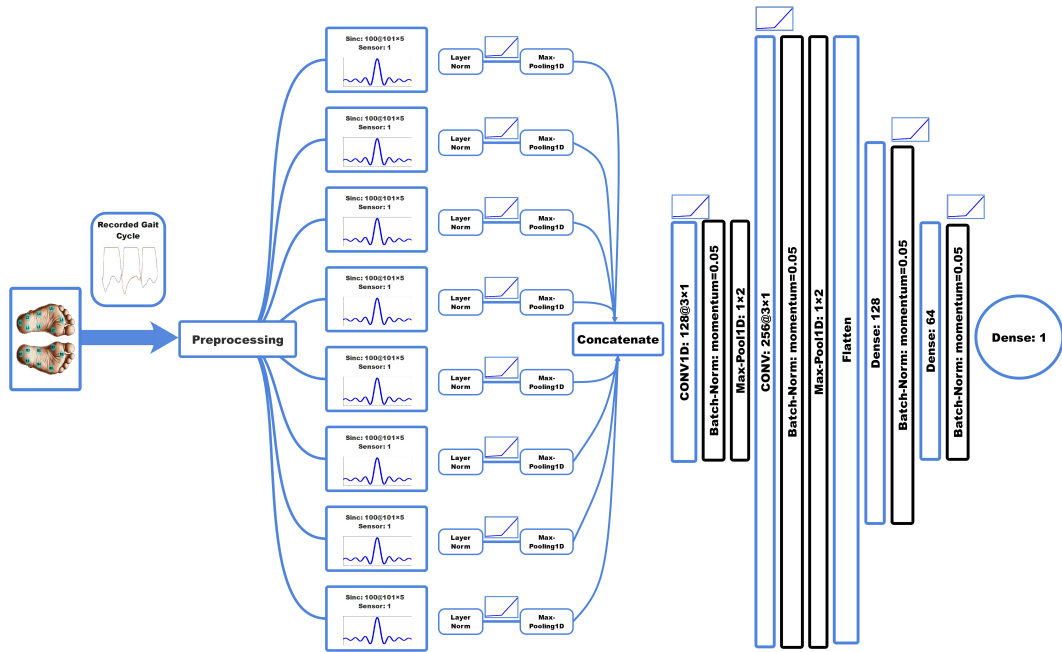 Recorded Gait
Cycle
Preprocessing
Sinc: 100@101×5
Sensor: 1
Layer
Norm
Max-
Pooling1D
Sinc: 100@101×5
Sensor: 1
Layer
Norm
Max-
Pooling1D
Sinc: 100@101×5
Sensor: 1
Layer
Norm
Max-
Pooling1D
Sinc: 100@101×5
Sensor: 1
Layer
Norm
Max-
Pooling1D
Sinc: 100@101×5
Sensor: 1
Layer
Norm
Max-
Pooling1D
Sinc: 100@101×5
Sensor: 1
Layer
Norm
Max-
Pooling1D
Sinc: 100@101×5
Sensor: 1
Layer
Norm
Max-
Pooling1D
Sinc: 100@101×5
Sensor: 1
Layer
Norm
Max-
Pooling1D
Concatenate
CONV1D: 128@3×1
Batch-Norm: momentum=0.05
Max-Pool1D: 1×2
CONV: 256@3×1
Batch-Norm: momentum=0.05
Max-Pool1D: 1×2
Flatten
Dense: 128
Batch-Norm: momentum=0.05
Dense: 64
Batch-Norm: momentum=0.05
Dense: 1